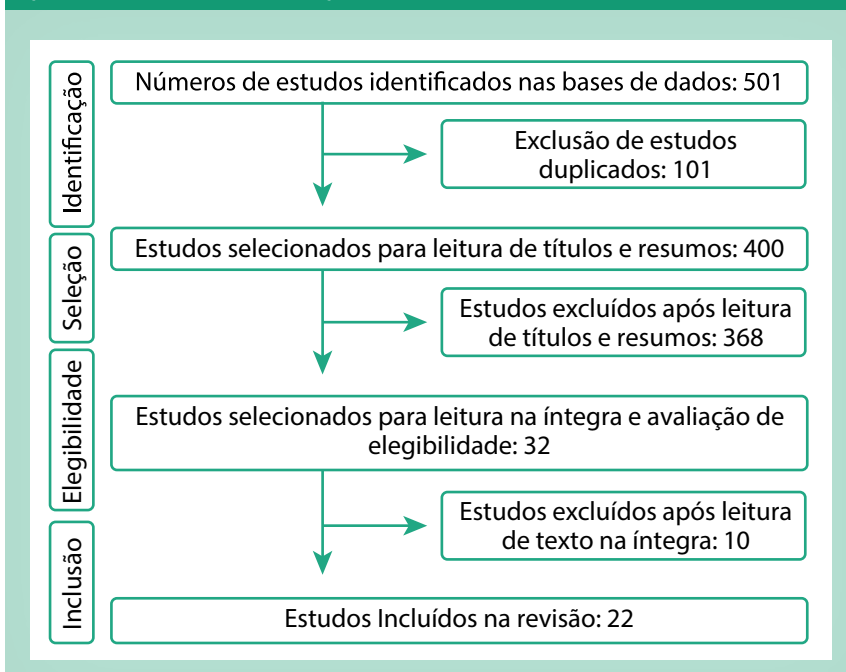 Identificação
Números de estudos identificados nas bases de dados: 501
Exclusão de estudos
duplicados: 101
Seleção
Estudos selecionados para leitura de títulos e resumos: 400
Estudos excluídos após leitura
de títulos e resumos: 368
Elegibilidade
Estudos selecionados para leitura na íntegra e avaliação de
elegibilidade: 32
Estudos excluídos após leitura
de texto na íntegra: 10
Inclusão
Estudos Incluídos na revisão: 22